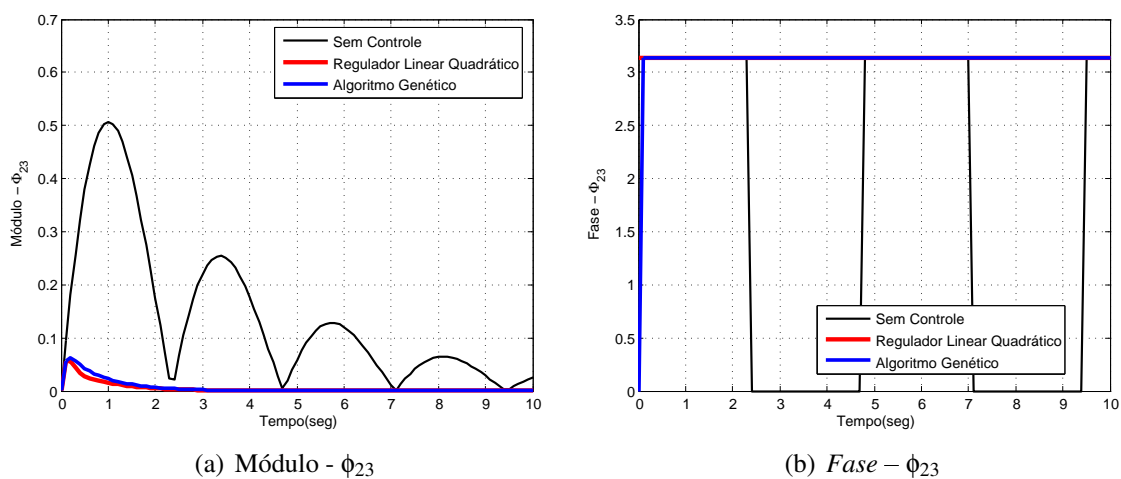 0.7
0.6
0.5
0.4
0.3
0.2
0.1
0
Módulo – Φ23
0 1 2 3 4 5 6 7 8 9 10
Tempo(seg)
Sem Controle
Regulador Linear Quadrático
Algoritmo Genético
(a) Módulo - ϕ23
3.5
3
2.5
2
1.5
1
0.5
0
Fase – Φ23
0 1 2 3 4 5 6 7 8 9 10
Tempo(seg)
Sem Controle
Regulador Linear Quadrático
Algoritmo Genético
(b) Fase – ϕ23